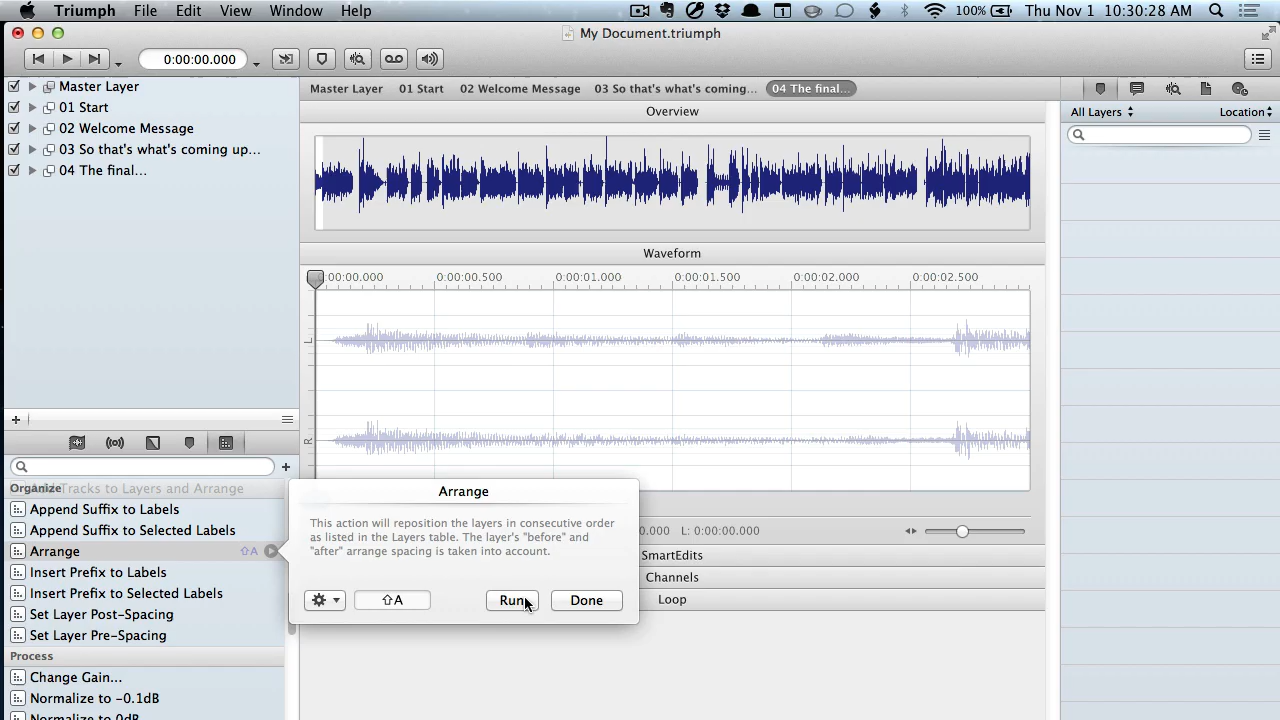 Triumph File Edit View Window Help 100% Thu Nov 1 10:30:28 AM
My Document.triumph
0:00:00.000
Master Layer
01 Start
02 Welcome Message
03 So that's what's coming up...
04 The final...
Master Layer 01 Start 02 Welcome Message 03 So that's what's coming... 04 The final...
Overview
Waveform
0:00:00.000 0:00:00.500 0:00:01.000 0:00:01.500 0:00:02.000 0:00:02.500
L
R
0.000 L: 0:00:00.000
SmartEdits
Channels
Loop
All Layers Location
Organize
Tracks to Layers and Arrange
Append Suffix to Labels
Append Suffix to Selected Labels
Arrange ⇧A
Insert Prefix to Labels
Insert Prefix to Selected Labels
Set Layer Post-Spacing
Set Layer Pre-Spacing
Process
Change Gain...
Normalize to -0.1dB
Normalize to 0dB
Arrange
This action will reposition the layers in consecutive order
as listed in the Layers table. The layer's "before" and
"after" arrange spacing is taken into account.
⇧A Run Done